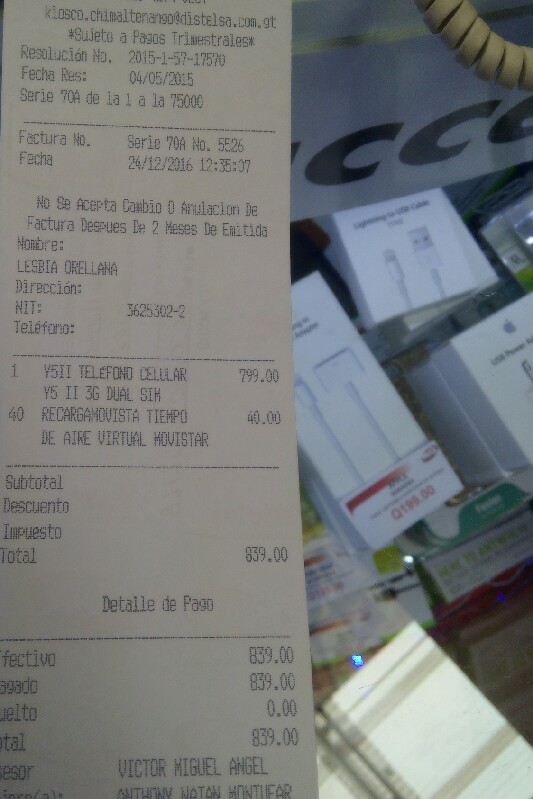 kiosco.chimaltenango@distelsa.com.gt
*Sujeto a Pagos Trimestrales*
Resolución No. 2015-1-57-17570
Fecha Res: 04/05/2015
Serie 70A de la 1 a la 75000
Factura No. Serie 70A No. 5526
Fecha 24/12/2016 12:35:07
No Se Acepta Cambio O Anulacion De
Factura Despues De 2 Meses De Emitida
Nombre:
LESBIA ORELLANA
Dirección:
NIT: 3625302-2
Teléfono:
1 Y5II TELEFONO CELULAR 799.00
Y5 II 3G DUAL SIM
40 RECARGAMOVISTA TIEMPO 40.00
DE AIRE VIRTUAL MOVISTAR
Subtotal
Descuento
Impuesto
Total 839.00
Detalle de Pago
fectivo 839.00
agado 839.00
uelto 0.00
otal 839.00
sesor VICTOR MIGUEL ANGEL
ANTHONY NATAN MONTUFAR
Lightning to USB Cable
USB Power
Q199.00